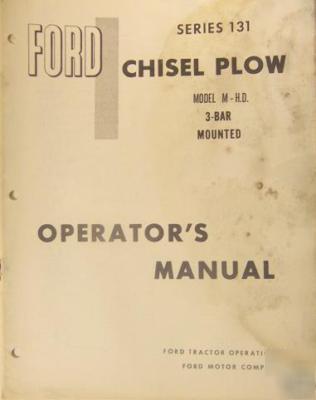 SERIES 131
FORD
CHISEL PLOW
MODEL M-H.D.
3-BAR
MOUNTED
OPERATOR'S
MANUAL
FORD TRACTOR OPERATI
FORD MOTOR COMP